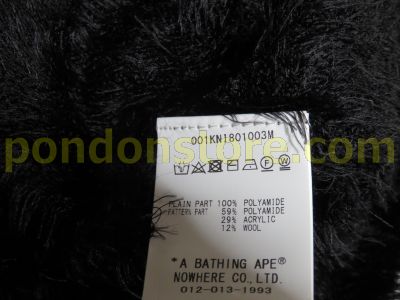 001KN1801003M
pondonstore.com
PLAIN PART 100% POLYAMIDE
PATTERN PART 59% POLYAMIDE
29% ACRYLIC
12% WOOL
*A BATHING APE®
NOWHERE CO., LTD.
012-013-1993